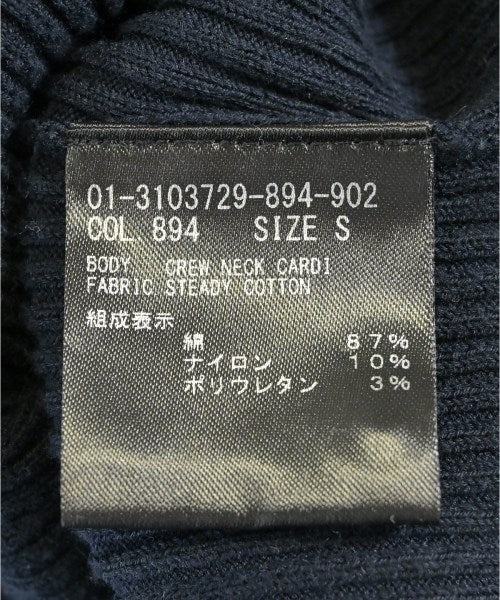 01-3103729-894-902
COL 894 SIZE S
BODY CREW NECK CARDI
FABRIC STEADY COTTON
組成表示
綿 87%
ナイロン 10%
ポリウレタン 3%